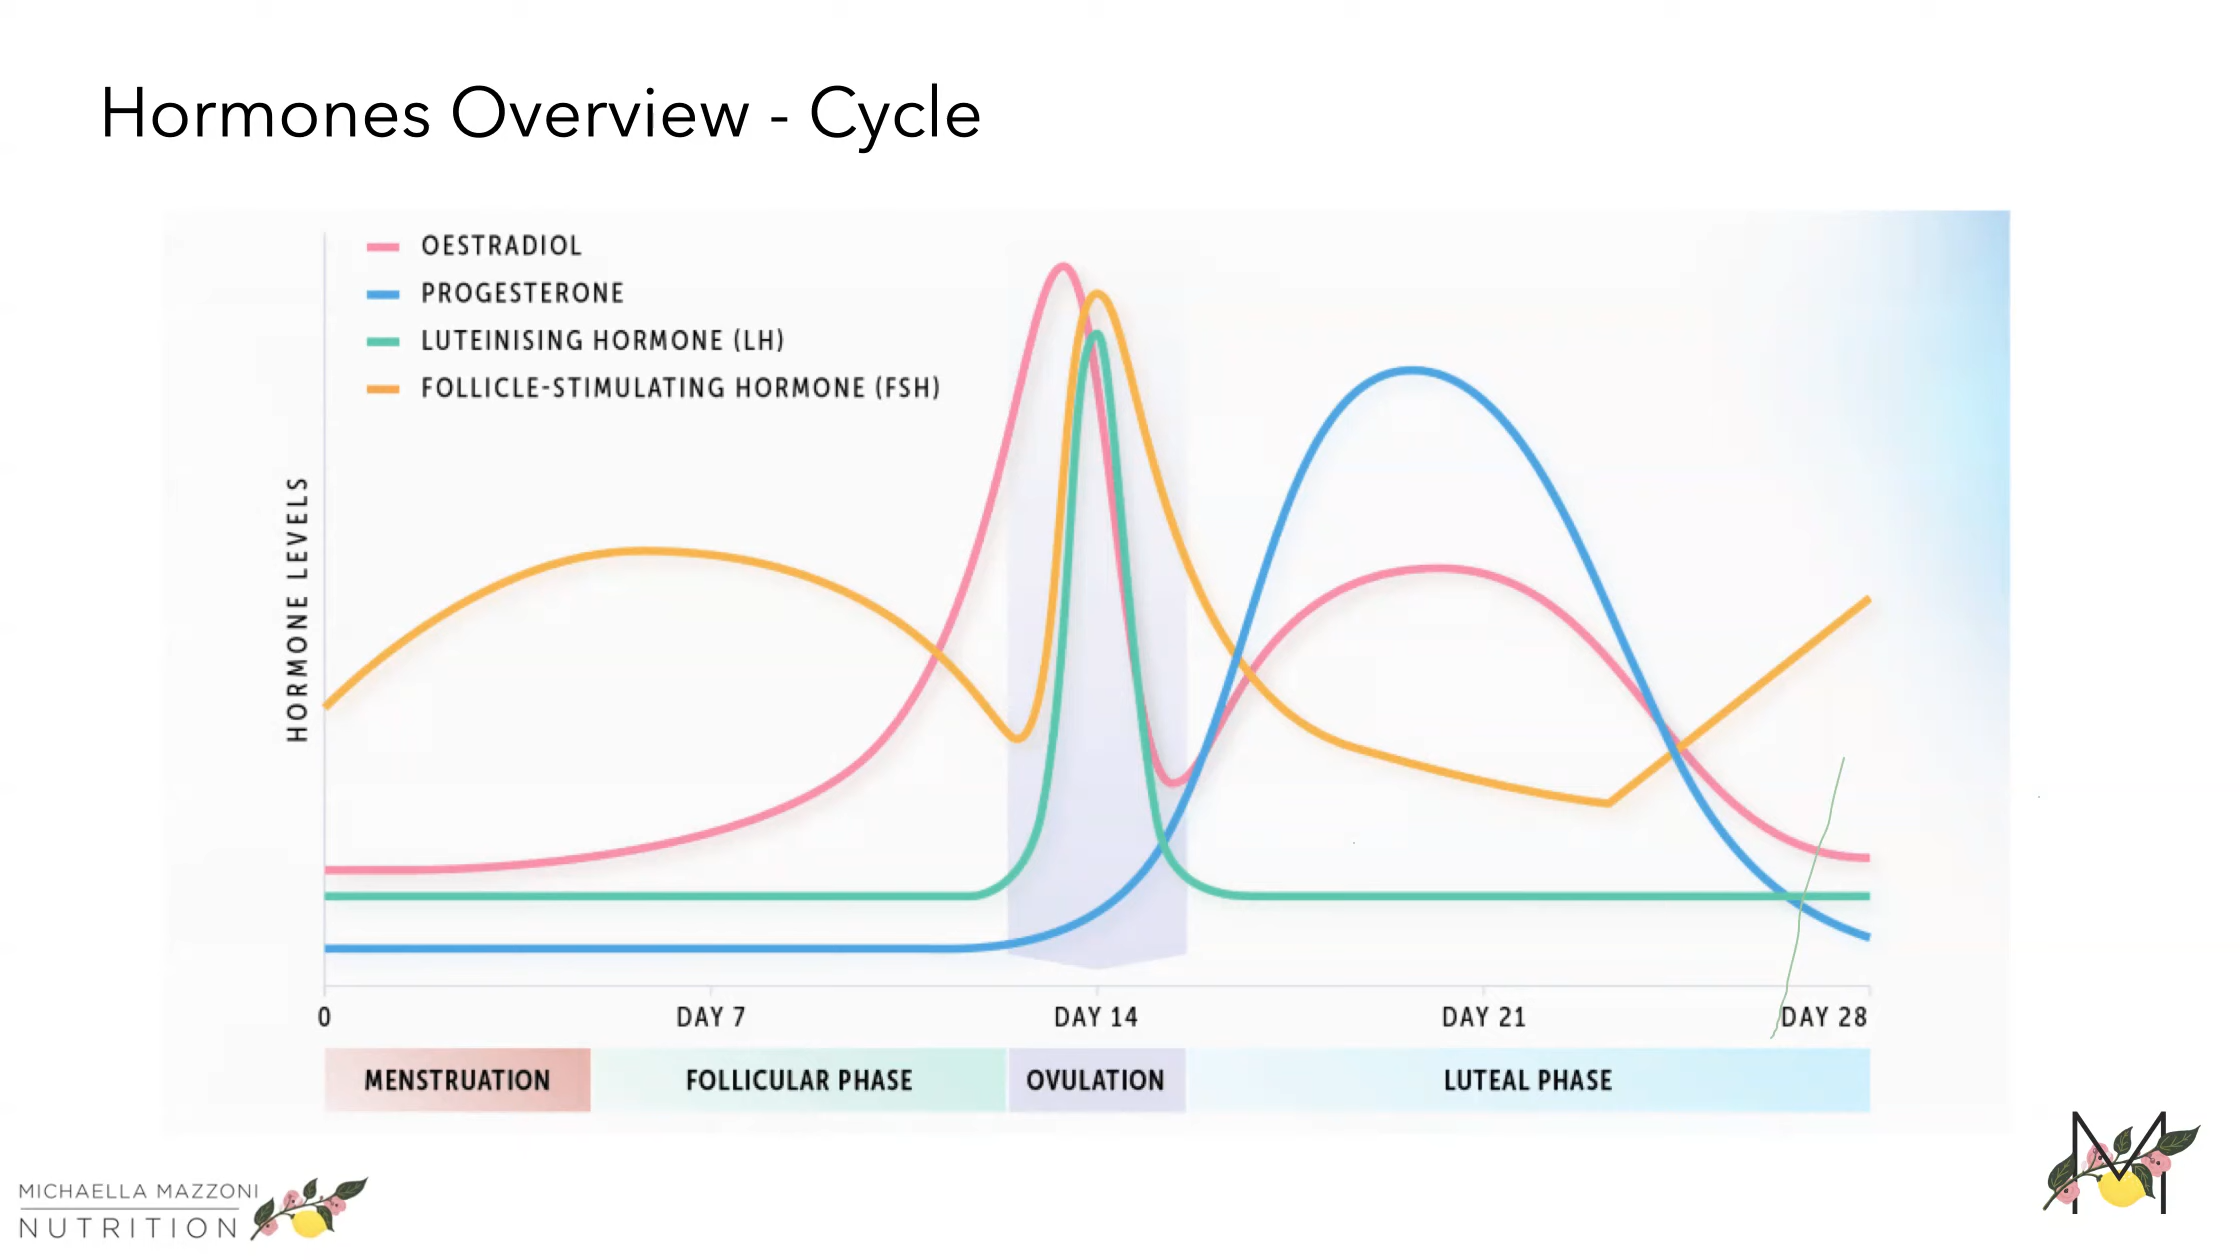 Hormones Overview - Cycle
OESTRADIOL
PROGESTERONE
LUTEINISING HORMONE (LH)
FOLLICLE-STIMULATING HORMONE (FSH)
HORMONE LEVELS
0
DAY 7
DAY 14
DAY 21
DAY 28
MENSTRUATION
FOLLICULAR PHASE
OVULATION
LUTEAL PHASE
MICHAELLA MAZZONI
NUTRITION
M